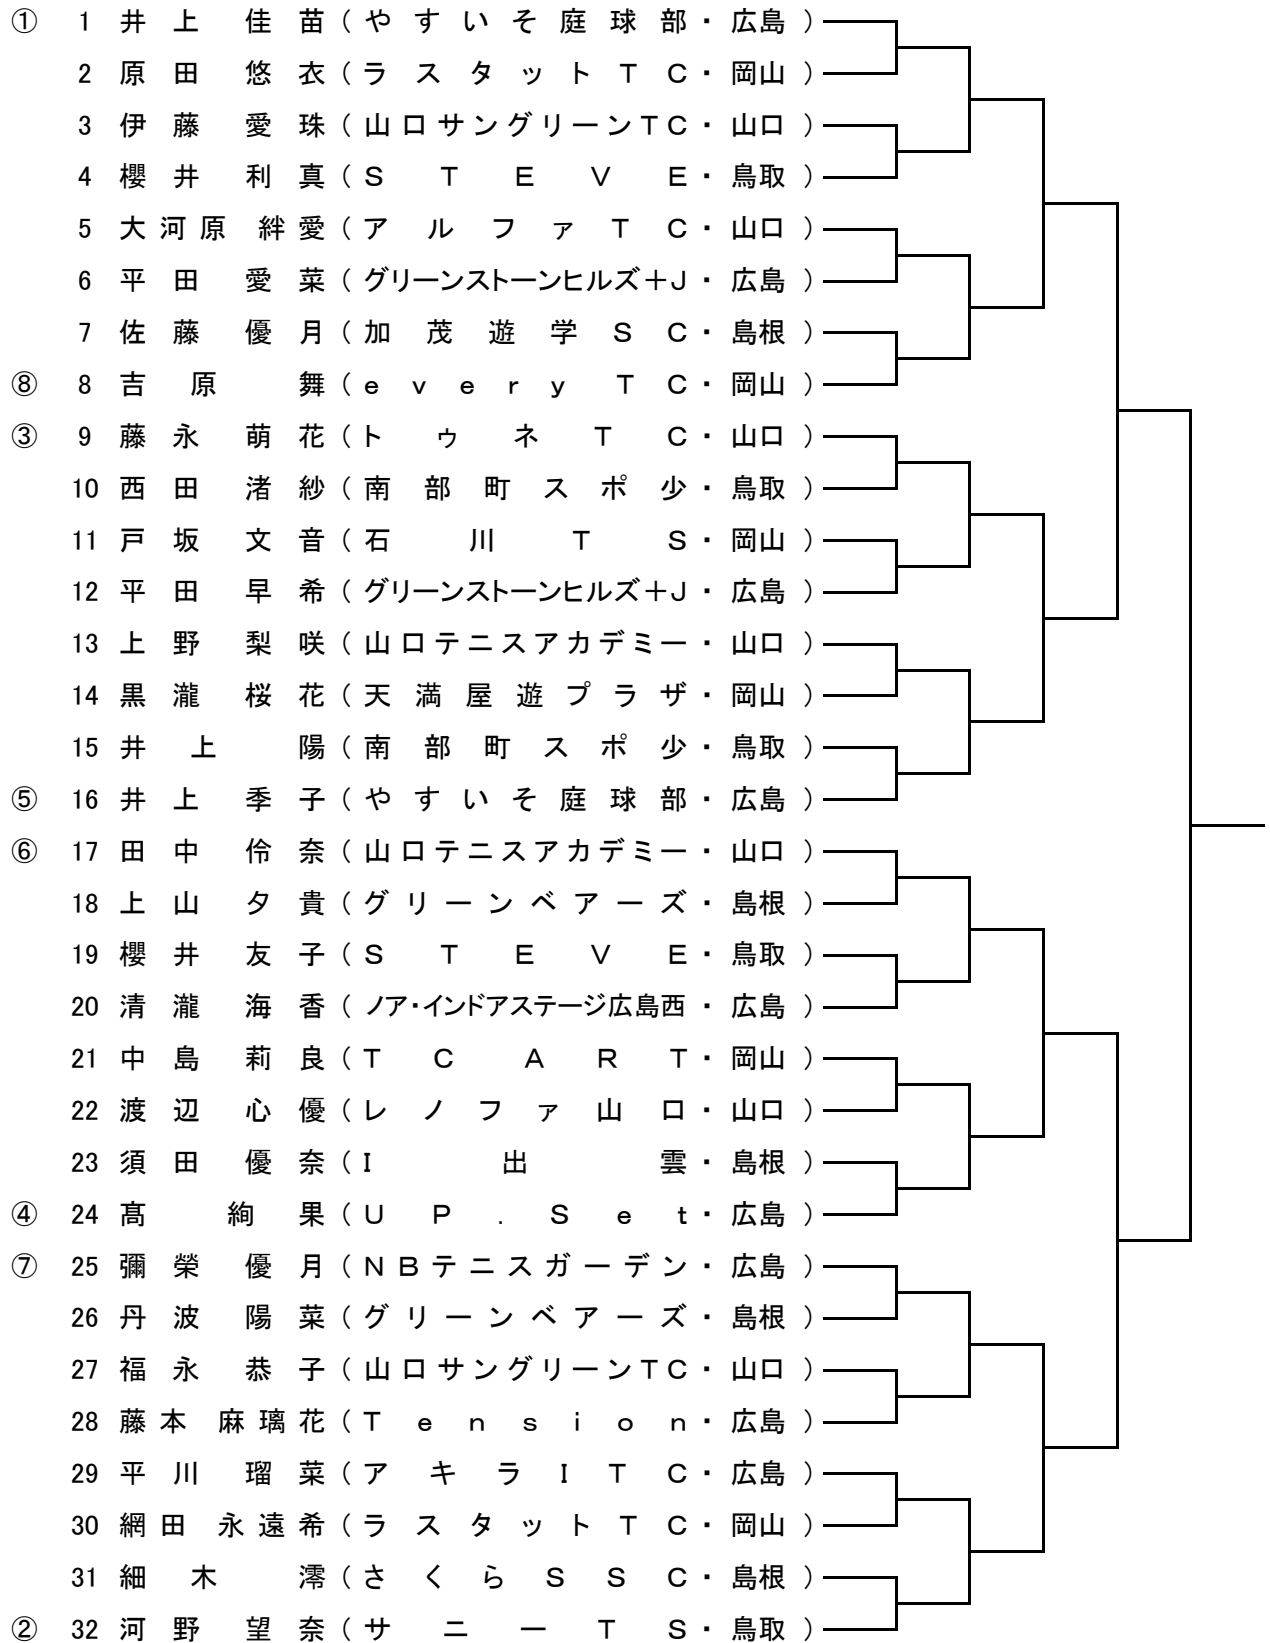 ① 1 井上 佳苗 (やすいそ庭球部・広島)
2 原田 悠衣 (ラスタットTC・岡山)
3 伊藤 愛珠 (山口サングリーンTC・山口)
4 櫻井 利真 (STEVE・鳥取)
5 大河原 絆愛 (アルファTC・山口)
6 平田 愛菜 (グリーンストーンヒルズ+J・広島)
7 佐藤 優月 (加茂遊学SC・島根)
⑧ 8 吉原 舞 (everyTC・岡山)
③ 9 藤永 萌花 (トゥネTC・山口)
10 西田 渚紗 (南部町スポ少・鳥取)
11 戸坂 文音 (石川TS・岡山)
12 平田 早希 (グリーンストーンヒルズ+J・広島)
13 上野 梨咲 (山口テニスアカデミー・山口)
14 黒瀧 桜花 (天満屋遊プラザ・岡山)
15 井上 陽 (南部町スポ少・鳥取)
⑤ 16 井上 季子 (やすいそ庭球部・広島)
⑥ 17 田中 伶奈 (山口テニスアカデミー・山口)
18 上山 夕貴 (グリーンベアーズ・島根)
19 櫻井 友子 (STEVE・鳥取)
20 清瀧 海香 (ノア・インドアステージ広島西・広島)
21 中島 莉良 (TC ART・岡山)
22 渡辺 心優 (レノファ山口・山口)
23 須田 優奈 (I出雲・島根)
④ 24 髙 絢果 (UP.Set・広島)
⑦ 25 彌榮 優月 (NBテニスガーデン・広島)
26 丹波 陽菜 (グリーンベアーズ・島根)
27 福永 恭子 (山口サングリーンTC・山口)
28 藤本 麻璃花 (Tension・広島)
29 平川 瑠菜 (アキラITC・広島)
30 網田 永遠希 (ラスタットTC・岡山)
31 細木 澪 (さくらSSC・島根)
② 32 河野 望奈 (サニーTS・鳥取)